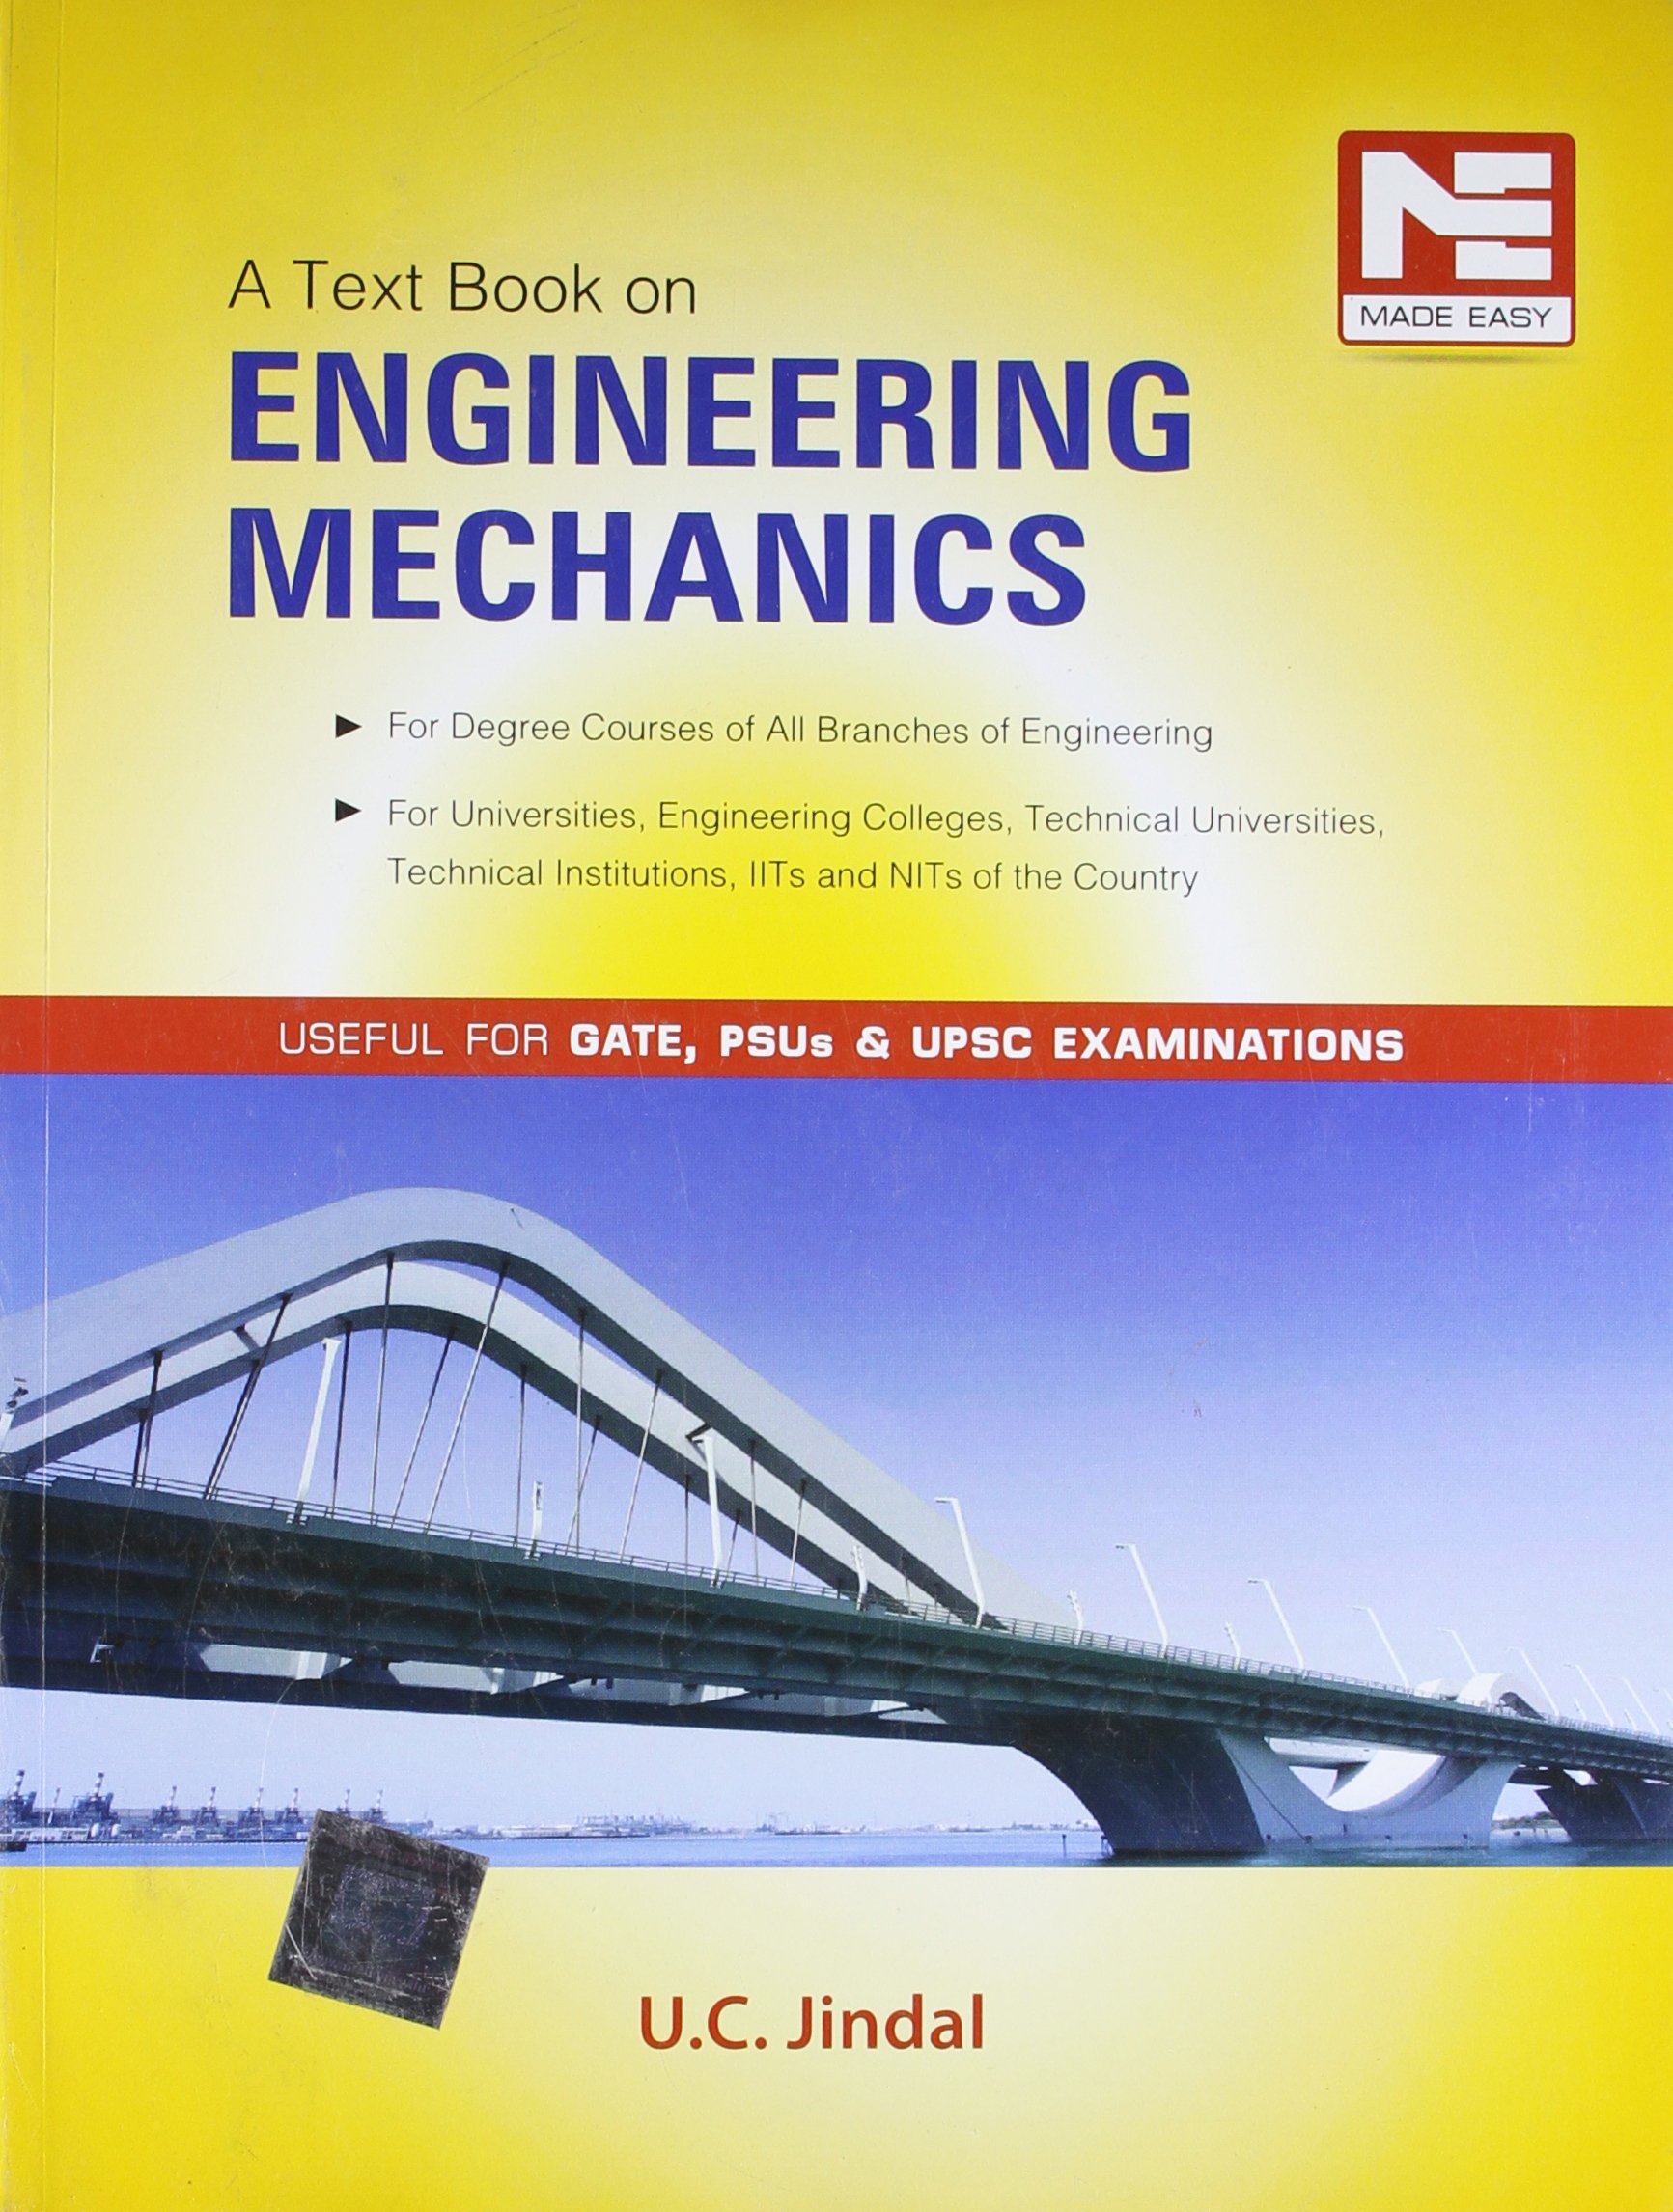 A Text Book on
ENGINEERING
MECHANICS
MADE EASY
► For Degree Courses of All Branches of Engineering
► For Universities, Engineering Colleges, Technical Universities,
Technical Institutions, IITs and NITs of the Country
USEFUL FOR GATE, PSUs & UPSC EXAMINATIONS
U.C. Jindal